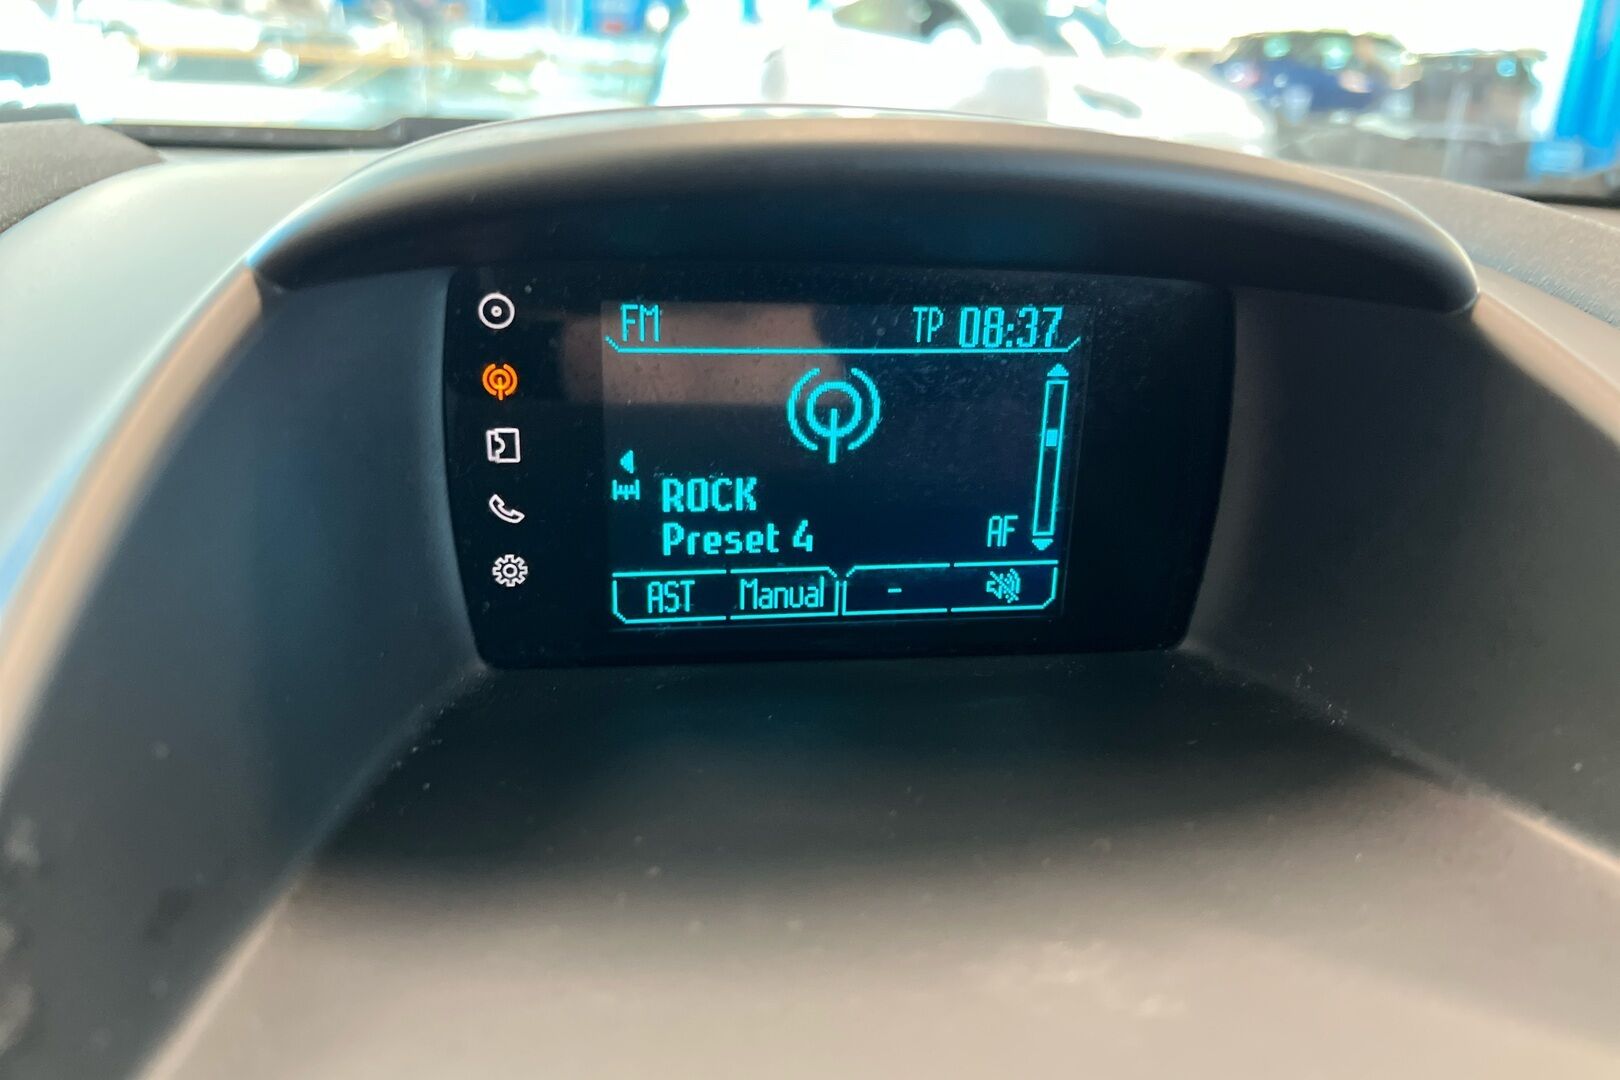 FM TP 08:37
ROCK
Preset 4 AF
AST Manual -